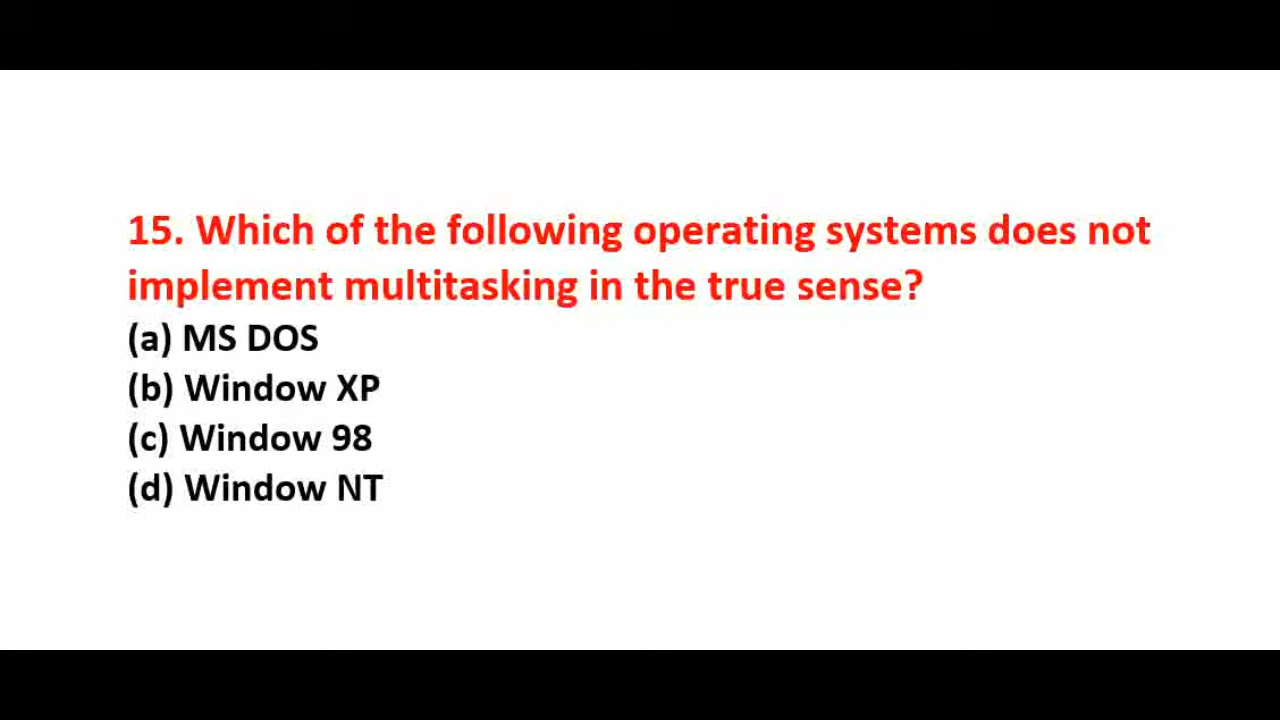 15. Which of the following operating systems does not
implement multitasking in the true sense?
(a) MS DOS
(b) Window XP
(c) Window 98
(d) Window NT